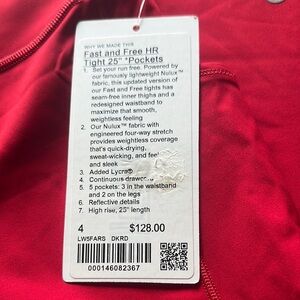 WHY WE MADE THIS
Fast and Free HR
Tight 25" *Pockets
1. Set your run free. Powered by
our famously lightweight Nulux™
fabric, this updated version of
our Fast and Free tights has
seam-free inner thighs and a
redesigned waistband to
maximize that smooth,
weightless feeling
2. Our Nulux™ fabric with
engineered four-way stretch
provides weightless coverage
that's quick-drying,
sweat-wicking, and
and sleek
3. Added Lycra®
4. Continuous
5. 5 pockets: 3 in the waistband
and 2 on the legs
6. Reflective details
7. High rise, 25" length
4 $128.00
LW5FARS DKRD
000146082367